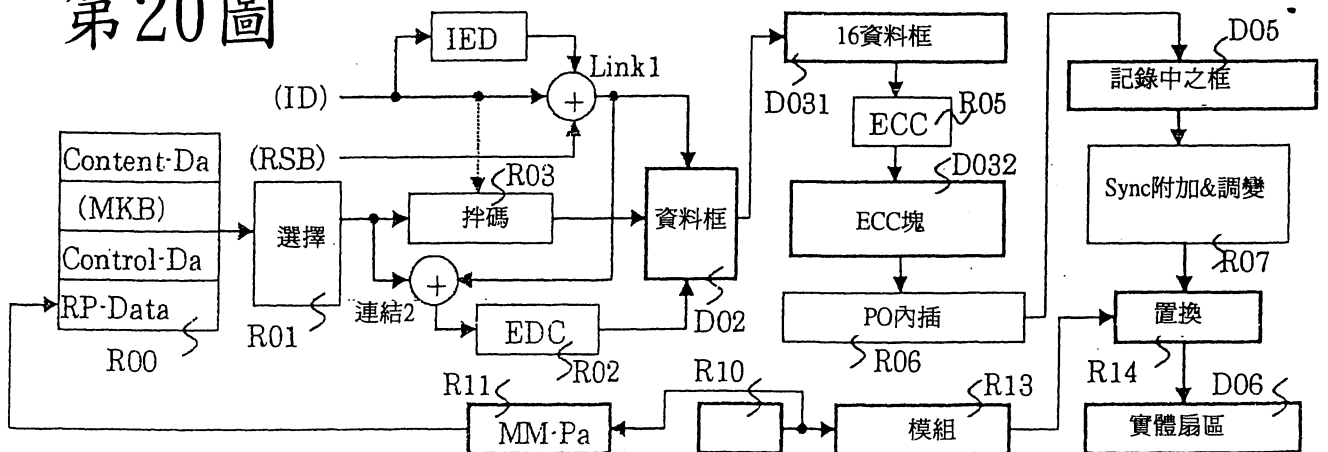 第20圖
IED
Link1
(ID)
(RSB)
Content-Da
(MKB)
Control-Da
RP-Data
R00
選擇
R01
R03
拌碼
連結2
EDC
R02
資料框
D02
16資料框
D031
ECC
R05
D032
ECC塊
PO內插
R06
D05
記錄中之框
Sync附加&調變
R07
置換
R14
D06
實體扇區
R11
MM-Pa
R10
R13
模組